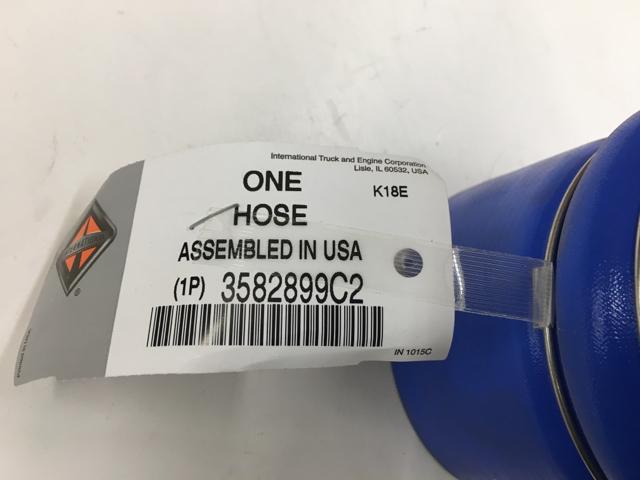 International Truck and Engine Corporation
Lisle, IL 60532, USA
ONE
K18E
HOSE
ASSEMBLED IN USA
(1P) 3582899C2
IN 1015C
INTERNATIONAL
®